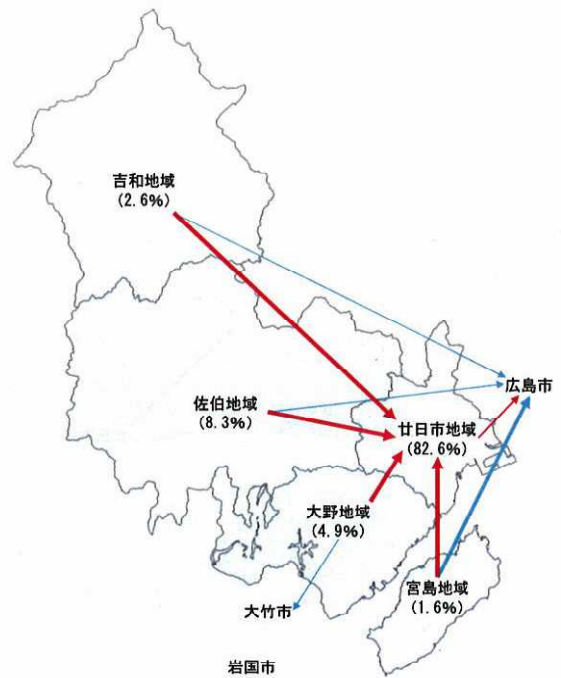 吉和地域
(2.6%)
広島市
佐伯地域
(8.3%)
廿日市地域
(82.6%)
大野地域
(4.9%)
宮島地域
(1.6%)
大竹市
岩国市